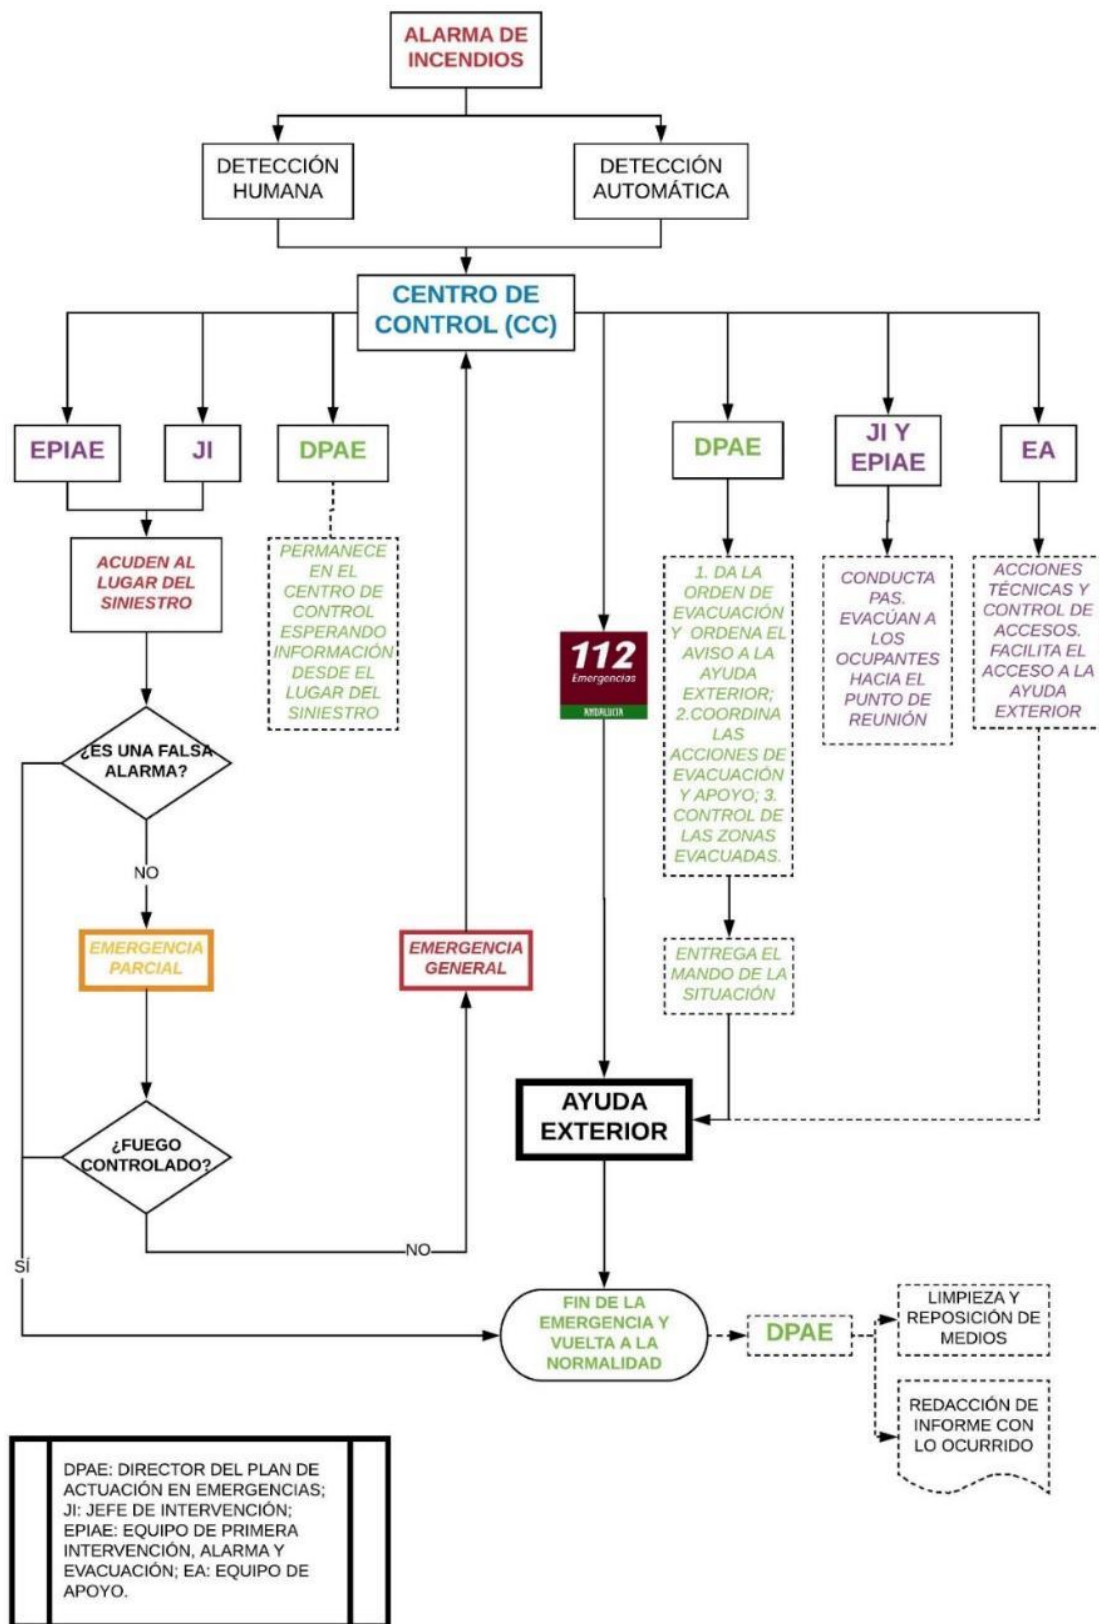 ALARMA DE
INCENDIOS
DETECCIÓN
HUMANA
DETECCIÓN
AUTOMÁTICA
CENTRO DE
CONTROL (CC)
EPIAE
JI
DPAE
DPAE
JI Y
EPIAE
EA
ACUDEN AL
LUGAR DEL
SINIESTRO
PERMANECE
EN EL
CENTRO DE
CONTROL
ESPERANDO
INFORMACIÓN
DESDE EL
LUGAR DEL
SINIESTRO
112
Emergencias
ANDALUCIA
1. DA LA
ORDEN DE
EVACUACIÓN
Y ORDENA EL
AVISO A LA
AYUDA
EXTERIOR;
2.COORDINA
LAS
ACCIONES DE
EVACUACIÓN
Y APOYO; 3.
CONTROL DE
LAS ZONAS
EVACUADAS.
CONDUCTA
PAS.
EVACÚAN A
LOS
OCUPANTES
HACIA EL
PUNTO DE
REUNIÓN
ACCIONES
TÉCNICAS Y
CONTROL DE
ACCESOS.
FACILITA EL
ACCESO A LA
AYUDA
EXTERIOR
¿ES UNA FALSA
ALARMA?
NO
EMERGENCIA
PARCIAL
EMERGENCIA
GENERAL
ENTREGA EL
MANDO DE LA
SITUACIÓN
¿FUEGO
CONTROLADO?
AYUDA
EXTERIOR
NO
SÍ
FIN DE LA
EMERGENCIA Y
VUELTA A LA
NORMALIDAD
DPAE
LIMPIEZA Y
REPOSICIÓN DE
MEDIOS
REDACCIÓN DE
INFORME CON
LO OCURRIDO
DPAE: DIRECTOR DEL PLAN DE
ACTUACIÓN EN EMERGENCIAS;
JI: JEFE DE INTERVENCIÓN;
EPIAE: EQUIPO DE PRIMERA
INTERVENCIÓN, ALARMA Y
EVACUACIÓN; EA: EQUIPO DE
APOYO.